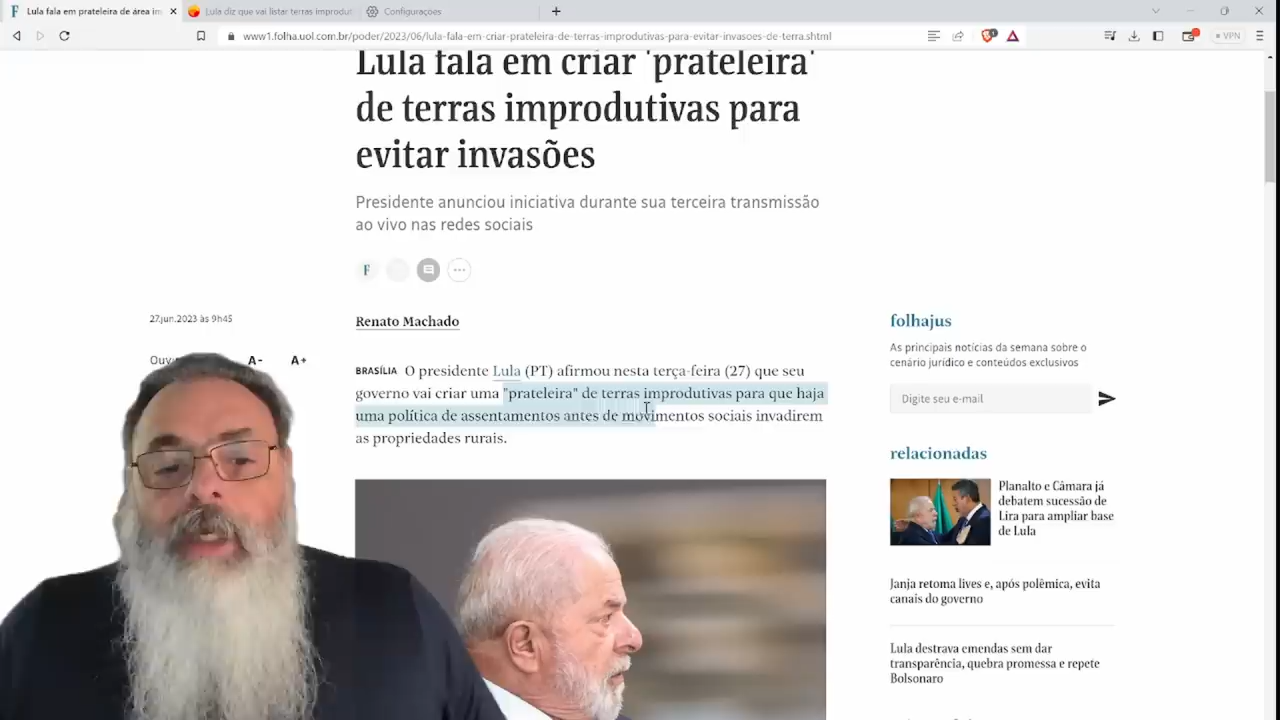 Lula fala em prateleira de área im
Lula diz que vai listar terras improdut
Configurações
www1.folha.uol.com.br/poder/2023/06/lula-fala-em-criar-prateleira-de-terras-improdutivas-para-evitar-invasoes-de-terra.shtml
VPN
Lula fala em criar 'prateleira'
de terras improdutivas para
evitar invasões
Presidente anunciou iniciativa durante sua terceira transmissão
ao vivo nas redes sociais
F
27.jun.2023 às 9h45
Renato Machado
A- A+
BRASÍLIA O presidente Lula (PT) afirmou nesta terça-feira (27) que seu
governo vai criar uma "prateleira" de terras improdutivas para que haja
uma política de assentamentos antes de movimentos sociais invadirem
as propriedades rurais.
folhajus
As principais notícias da semana sobre o
cenário jurídico e conteúdos exclusivos
Digite seu e-mail
relacionadas
Planalto e Câmara já
debatem sucessão de
Lira para ampliar base
de Lula
Janja retoma lives e, após polêmica, evita
canais do governo
Lula destrava emendas sem dar
transparência, quebra promessa e repete
Bolsonaro